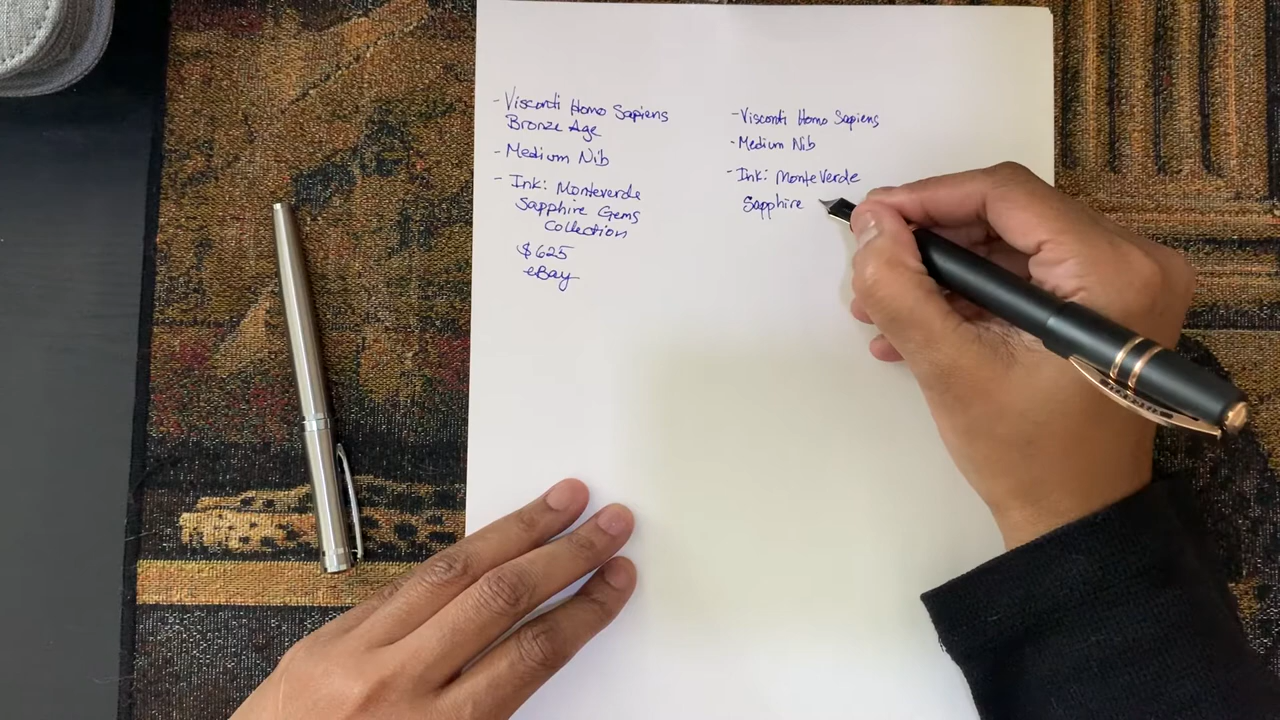 - Visconti Homo Sapiens
Bronze Age
- Medium Nib
- Ink: Monteverde
Sapphire Gems
Collection
$625
eBay
- Visconti Homo Sapiens
- Medium Nib
- Ink: MonteVerde
Sapphire